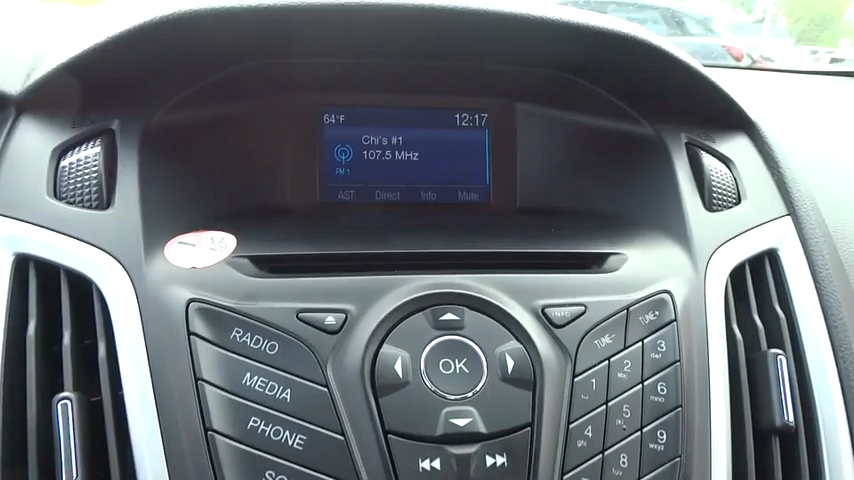 64°F
12:17
Chi's #1
107.5 MHz
FM 1
AST Direct Info Mute
INFO
TUNE- TUNE+
RADIO
MEDIA
PHONE
OK
1
2 abc
3 def
4 ghi
5 jkl
6 mno
8 tuv
9 wxyz